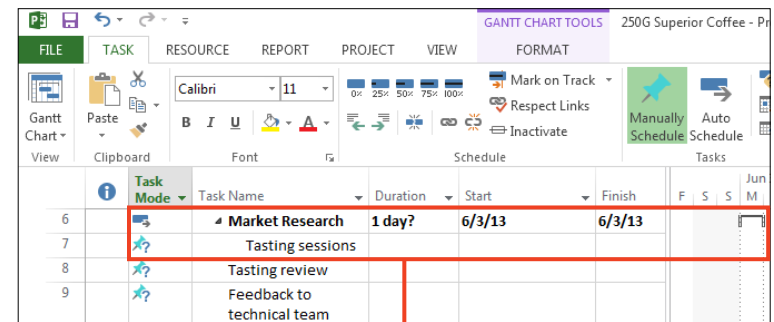 GANTT CHART TOOLS 250G Superior Coffee - Pr
FILE TASK RESOURCE REPORT PROJECT VIEW FORMAT
Calibri 11 0% 25% 50% 75% 100% Mark on Track
Respect Links
Gantt Chart Paste B I U A Inactivate Manually Schedule Auto Schedule
View Clipboard Font Schedule Tasks
Task Mode Task Name Duration Start Finish Jun
F S S M
6 Market Research 1 day? 6/3/13 6/3/13
7 ? Tasting sessions
8 ? Tasting review
9 ? Feedback to
technical team